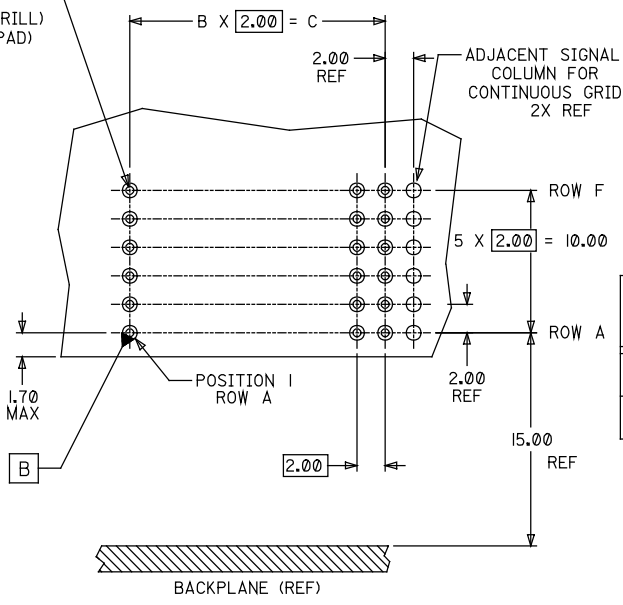 RILL)
PAD)
B X 2.00 = C
2.00
REF
ADJACENT SIGNAL
COLUMN FOR
CONTINUOUS GRID
2X REF
ROW F
5 X 2.00 = 10.00
ROW A
1.70
MAX
POSITION 1
ROW A
2.00
REF
B
2.00
15.00
REF
BACKPLANE (REF)